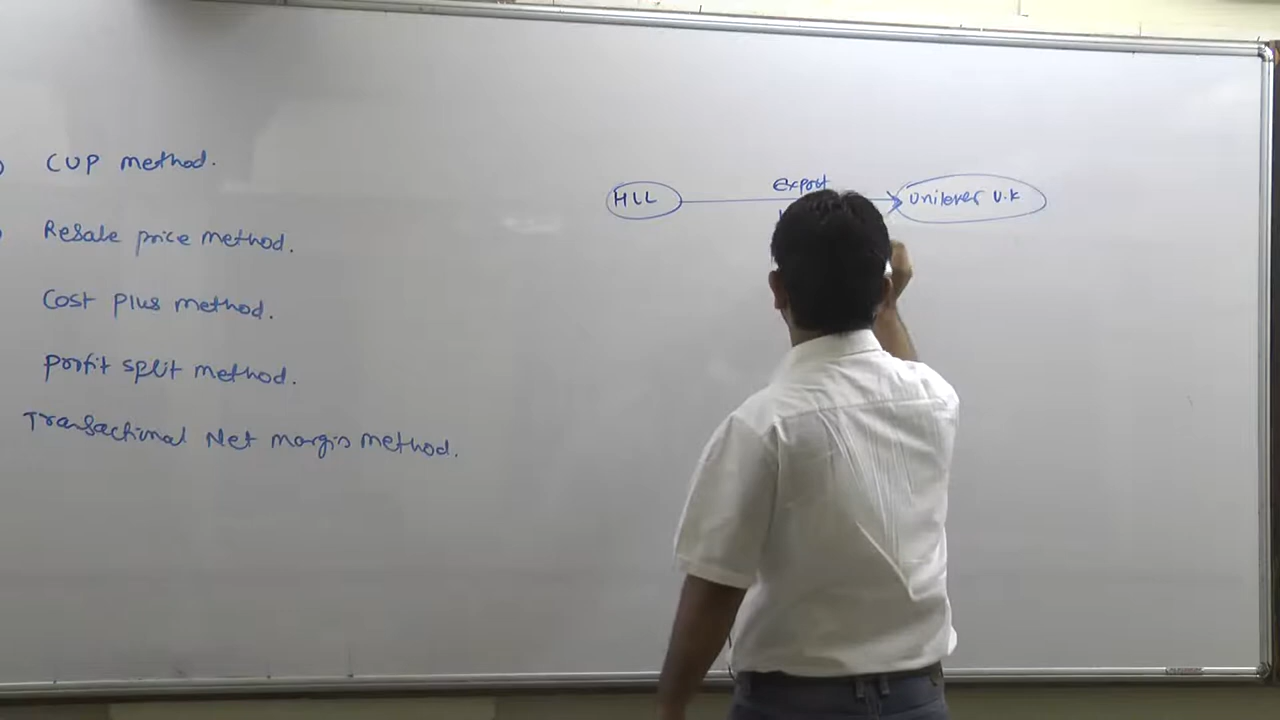 CUP method.
Resale price method.
Cost Plus method.
Profit split method.
Transactional Net margin method.
HLL
Export
Unilever U.K